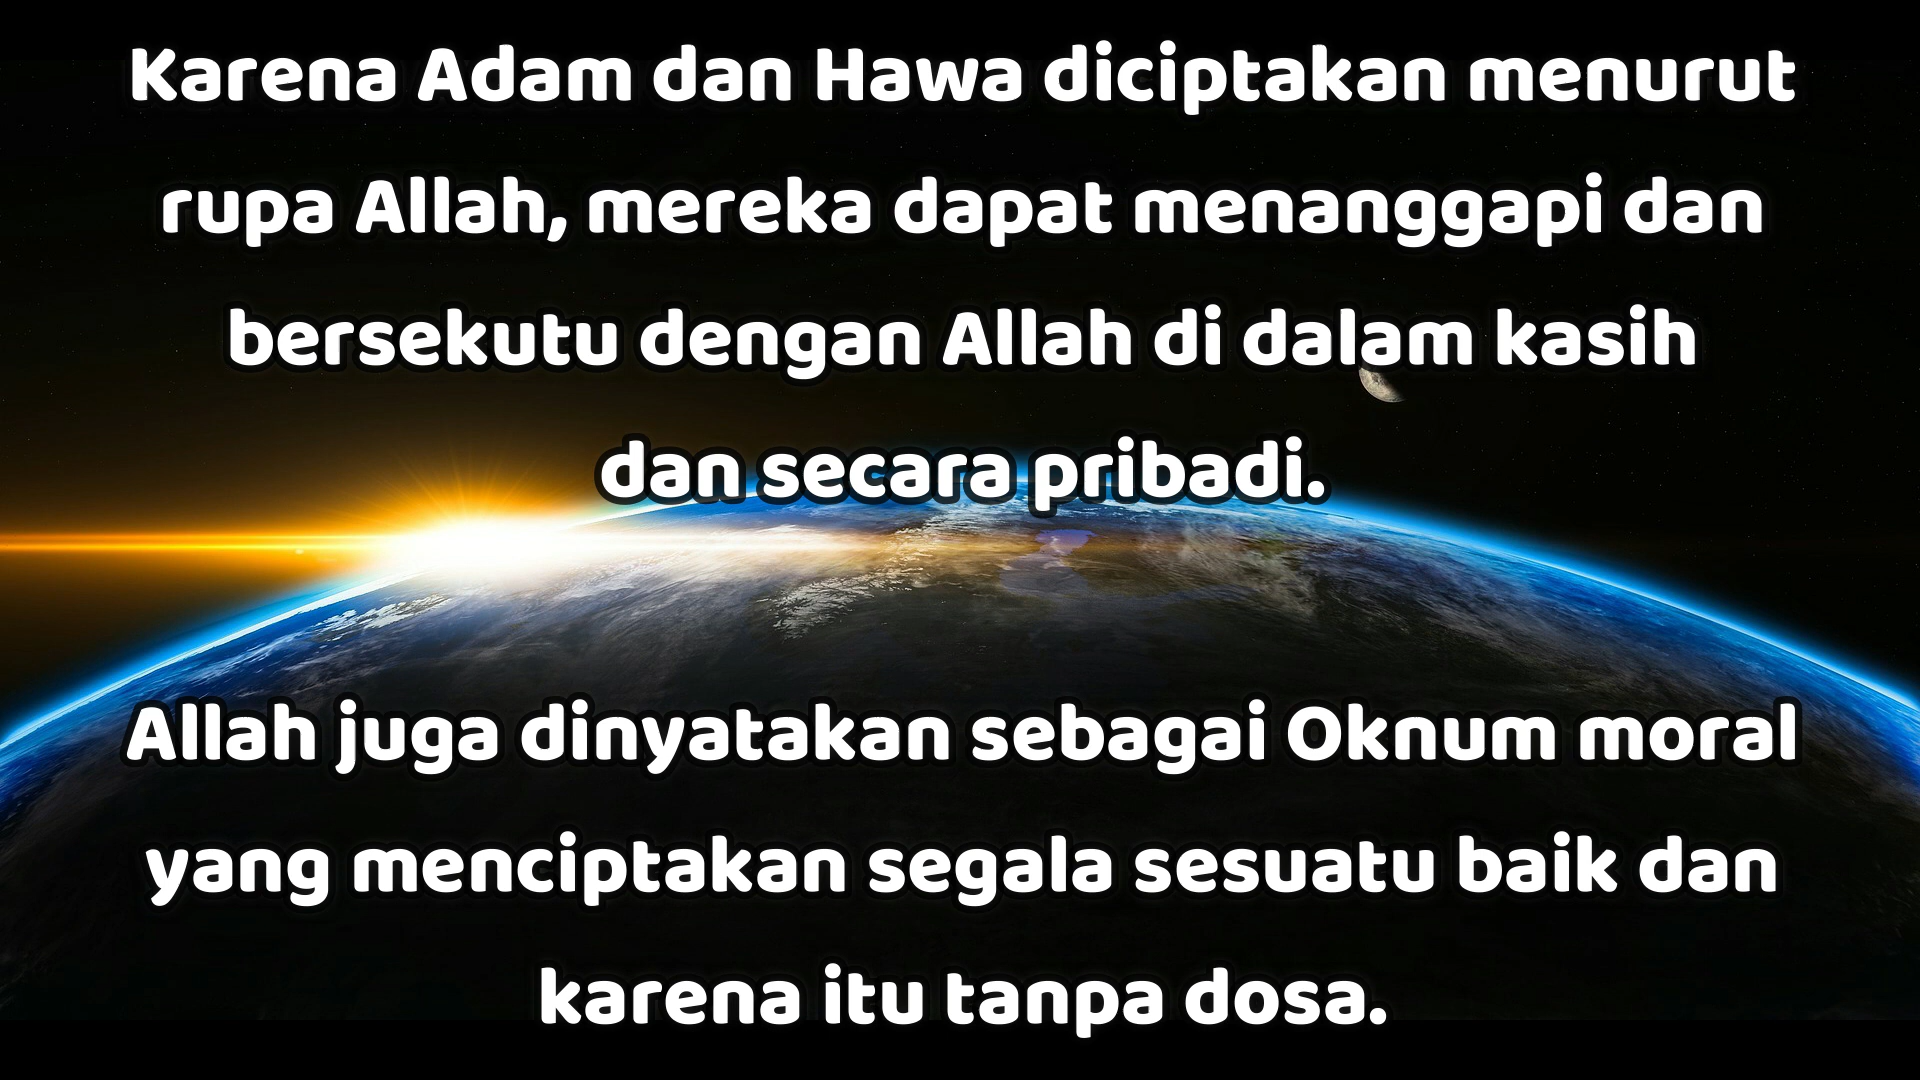 Karena Adam dan Hawa diciptakan menurut
rupa Allah, mereka dapat menanggapi dan
bersekutu dengan Allah di dalam kasih
dan secara pribadi.
Allah juga dinyatakan sebagai Oknum moral
yang menciptakan segala sesuatu baik dan
karena itu tanpa dosa.